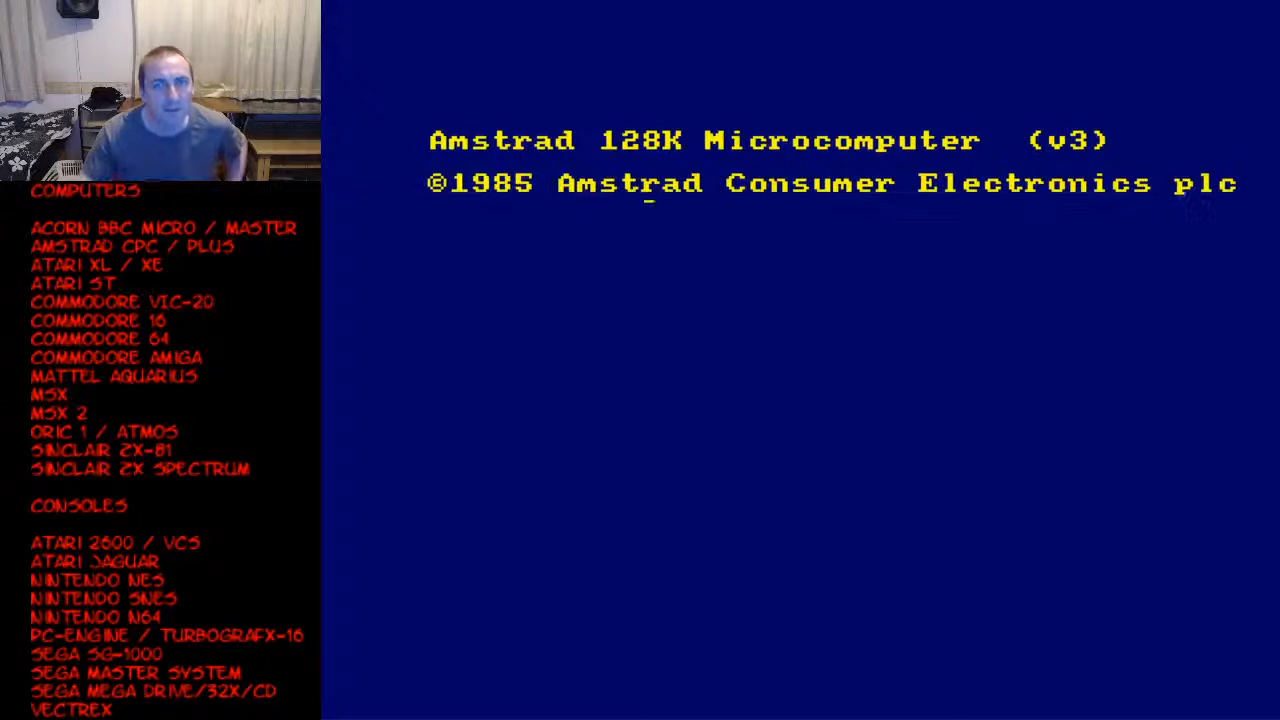 COMPUTERS
ACORN BBC MICRO / MASTER
AMSTRAD CPC / PLUS
ATARI XL / XE
ATARI ST
COMMODORE VIC-20
COMMODORE 16
COMMODORE 64
COMMODORE AMIGA
MATTEL AQUARIUS
MSX
MSX 2
ORIC 1 / ATMOS
SINCLAIR ZX-81
SINCLAIR ZX SPECTRUM
CONSOLES
ATARI 2600 / VCS
ATARI JAGUAR
NINTENDO NES
NINTENDO SNES
NINTENDO N64
PC-ENGINE / TURBOGRAFX-16
SEGA SG-1000
SEGA MASTER SYSTEM
SEGA MEGA DRIVE/32X/CD
VECTREX
Amstrad 128K Microcomputer (v3)
©1985 Amstrad Consumer Electronics plc